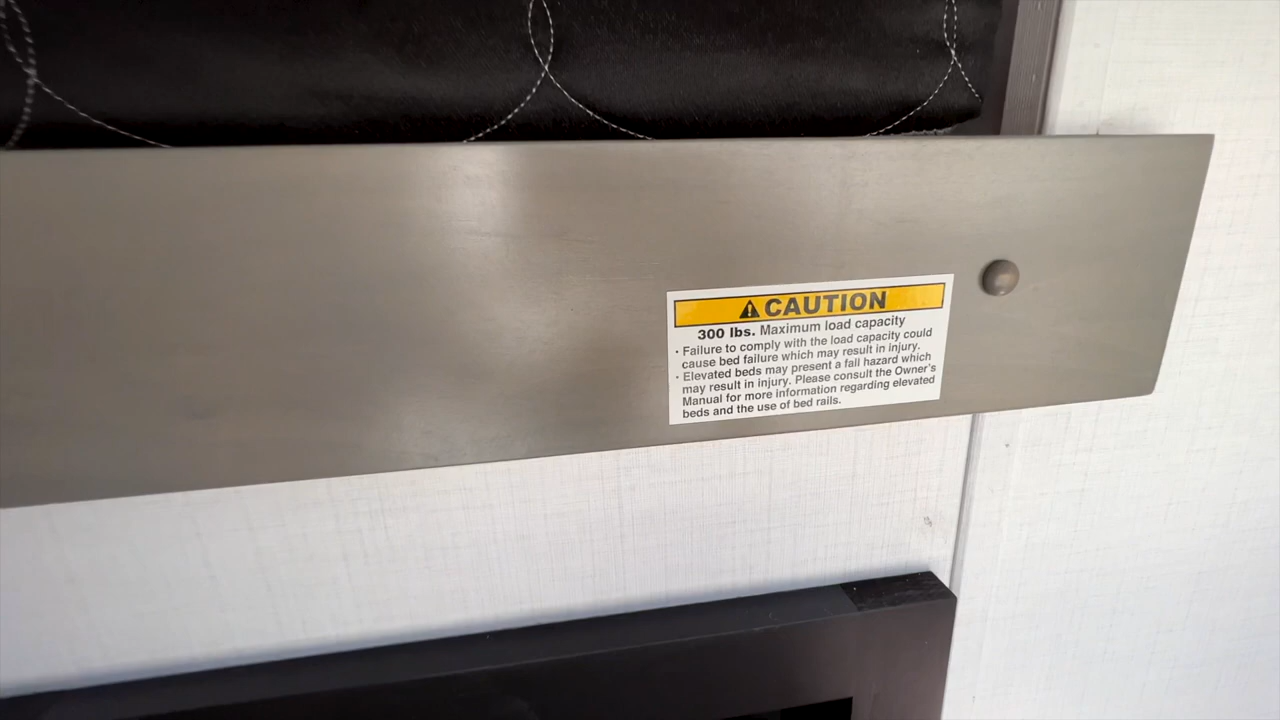 CAUTION
300 lbs. Maximum load capacity
· Failure to comply with the load capacity could
cause bed failure which may result in injury.
· Elevated beds may present a fall hazard which
may result in injury. Please consult the Owner's
Manual for more information regarding elevated
beds and the use of bed rails.